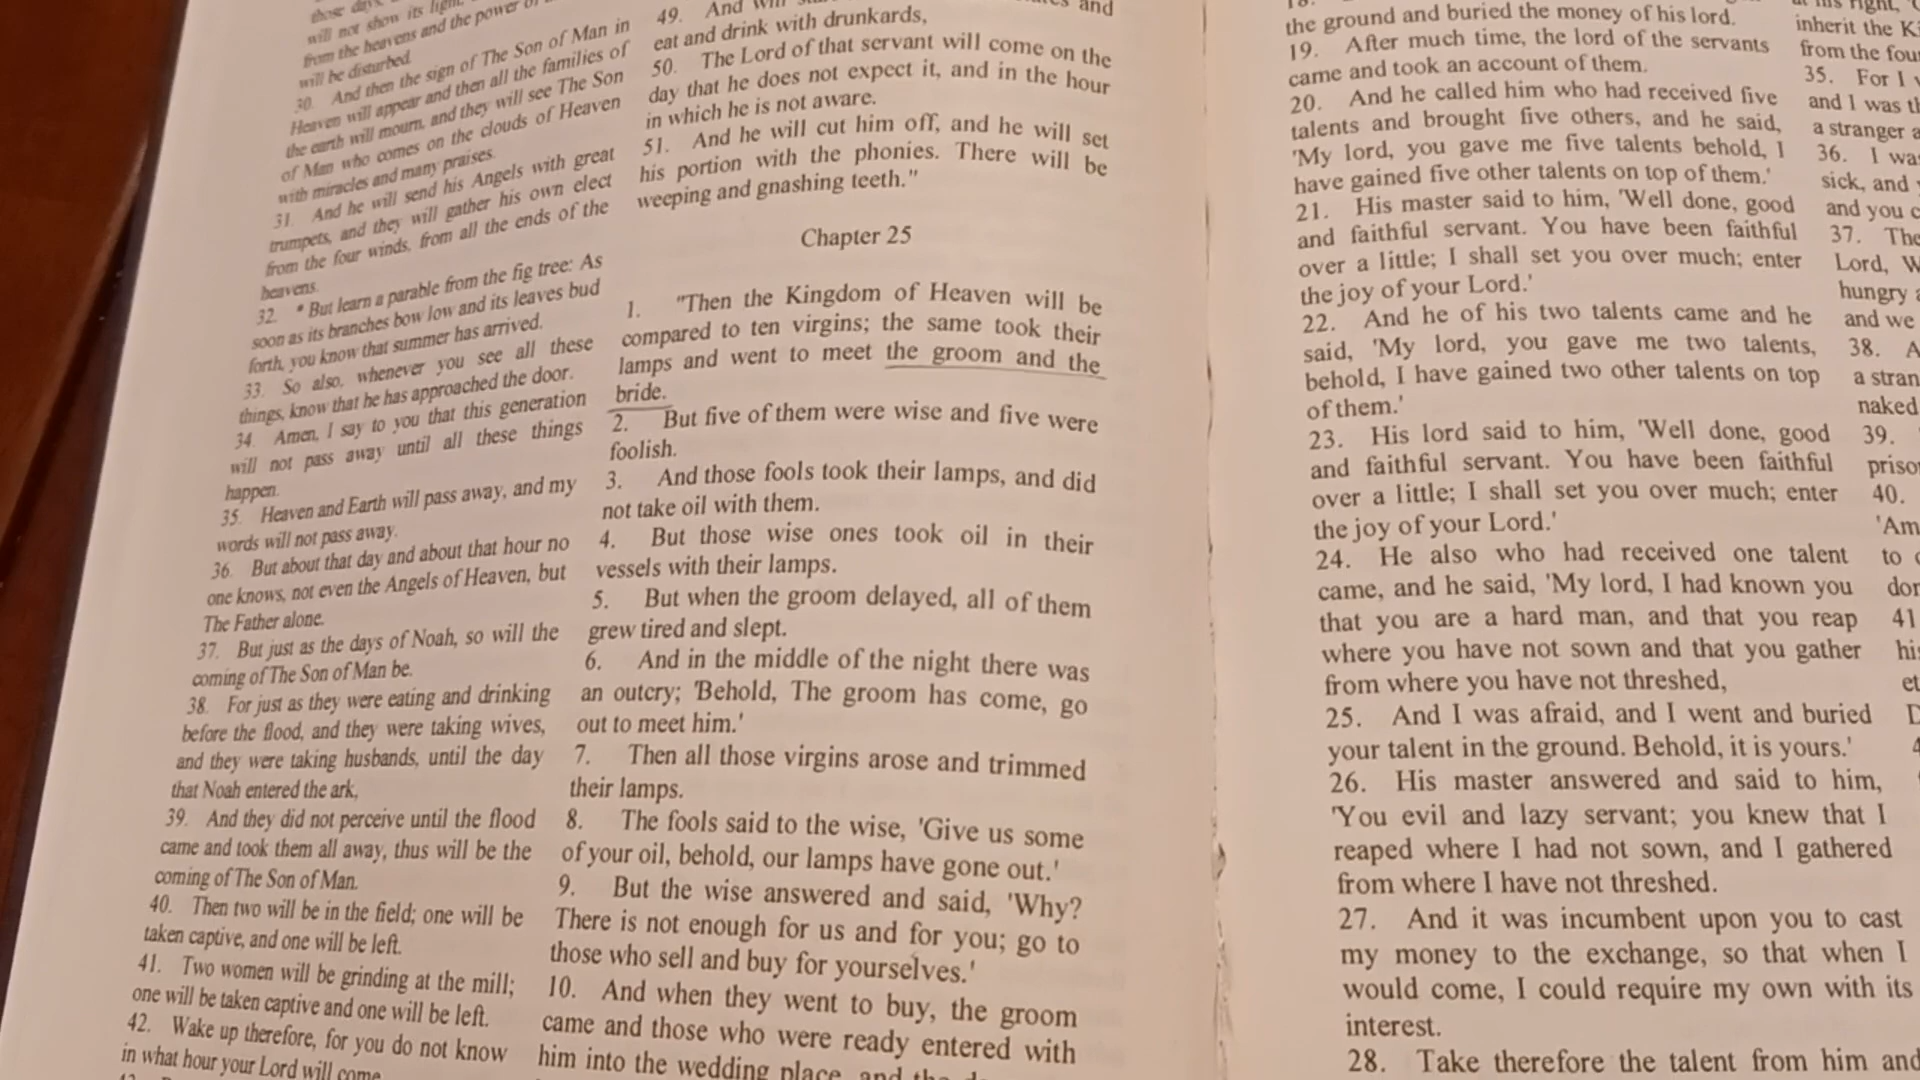 those days,
will not show its light,
from the heavens and the power of
will be disturbed.
30. And then the sign of The Son of Man in
Heaven will appear and then all the families of
the earth will mourn, and they will see The Son
of Man who comes on the clouds of Heaven
with miracles and many praises.
31. And he will send his Angels with great
trumpets, and they will gather his own elect
from the four winds, from all the ends of the
heavens.
32. * But learn a parable from the fig tree: As
soon as its branches bow low and its leaves bud
forth, you know that summer has arrived.
33. So also, whenever you see all these
things, know that he has approached the door.
34. Amen, I say to you that this generation
will not pass away until all these things
happen.
35. Heaven and Earth will pass away, and my
words will not pass away.
36. But about that day and about that hour no
one knows, not even the Angels of Heaven, but
The Father alone.
37. But just as the days of Noah, so will the
coming of The Son of Man be.
38. For just as they were eating and drinking
before the flood, and they were taking wives,
and they were taking husbands, until the day
that Noah entered the ark,
39. And they did not perceive until the flood
came and took them all away, thus will be the
coming of The Son of Man.
40. Then two will be in the field; one will be
taken captive, and one will be left.
41. Two women will be grinding at the mill;
one will be taken captive and one will be left.
42. Wake up therefore, for you do not know
in what hour your Lord will come.
49. And will and
eat and drink with drunkards,
50. The Lord of that servant will come on the
day that he does not expect it, and in the hour
in which he is not aware.
51. And he will cut him off, and he will set
his portion with the phonies. There will be
weeping and gnashing teeth."
Chapter 25
1. "Then the Kingdom of Heaven will be
compared to ten virgins; the same took their
lamps and went to meet the groom and the
bride.
2. But five of them were wise and five were
foolish.
3. And those fools took their lamps, and did
not take oil with them.
4. But those wise ones took oil in their
vessels with their lamps.
5. But when the groom delayed, all of them
grew tired and slept.
6. And in the middle of the night there was
an outcry; 'Behold, The groom has come, go
out to meet him.'
7. Then all those virgins arose and trimmed
their lamps.
8. The fools said to the wise, 'Give us some
of your oil, behold, our lamps have gone out.'
9. But the wise answered and said, 'Why?
There is not enough for us and for you; go to
those who sell and buy for yourselves.'
10. And when they went to buy, the groom
came and those who were ready entered with
him into the wedding place, and the
18.
the ground and buried the money of his lord.
19. After much time, the lord of the servants
came and took an account of them.
20. And he called him who had received five
talents and brought five others, and he said,
'My lord, you gave me five talents behold, I
have gained five other talents on top of them.'
21. His master said to him, 'Well done, good
and faithful servant. You have been faithful
over a little; I shall set you over much; enter
the joy of your Lord.'
22. And he of his two talents came and he
said, 'My lord, you gave me two talents,
behold, I have gained two other talents on top
of them.'
23. His lord said to him, 'Well done, good
and faithful servant. You have been faithful
over a little; I shall set you over much; enter
the joy of your Lord.'
24. He also who had received one talent
came, and he said, 'My lord, I had known you
that you are a hard man, and that you reap
where you have not sown and that you gather
from where you have not threshed,
25. And I was afraid, and I went and buried
your talent in the ground. Behold, it is yours.'
26. His master answered and said to him,
'You evil and lazy servant; you knew that I
reaped where I had not sown, and I gathered
from where I have not threshed.
27. And it was incumbent upon you to cast
my money to the exchange, so that when I
would come, I could require my own with its
interest.
28. Take therefore the talent from him and
inherit the
from the
35. For I
and I was
a stranger
36. I
sick, and
and you
37.
Lord,
hungry
and we
38.
a
naked
39.
40.
'Am
to
41